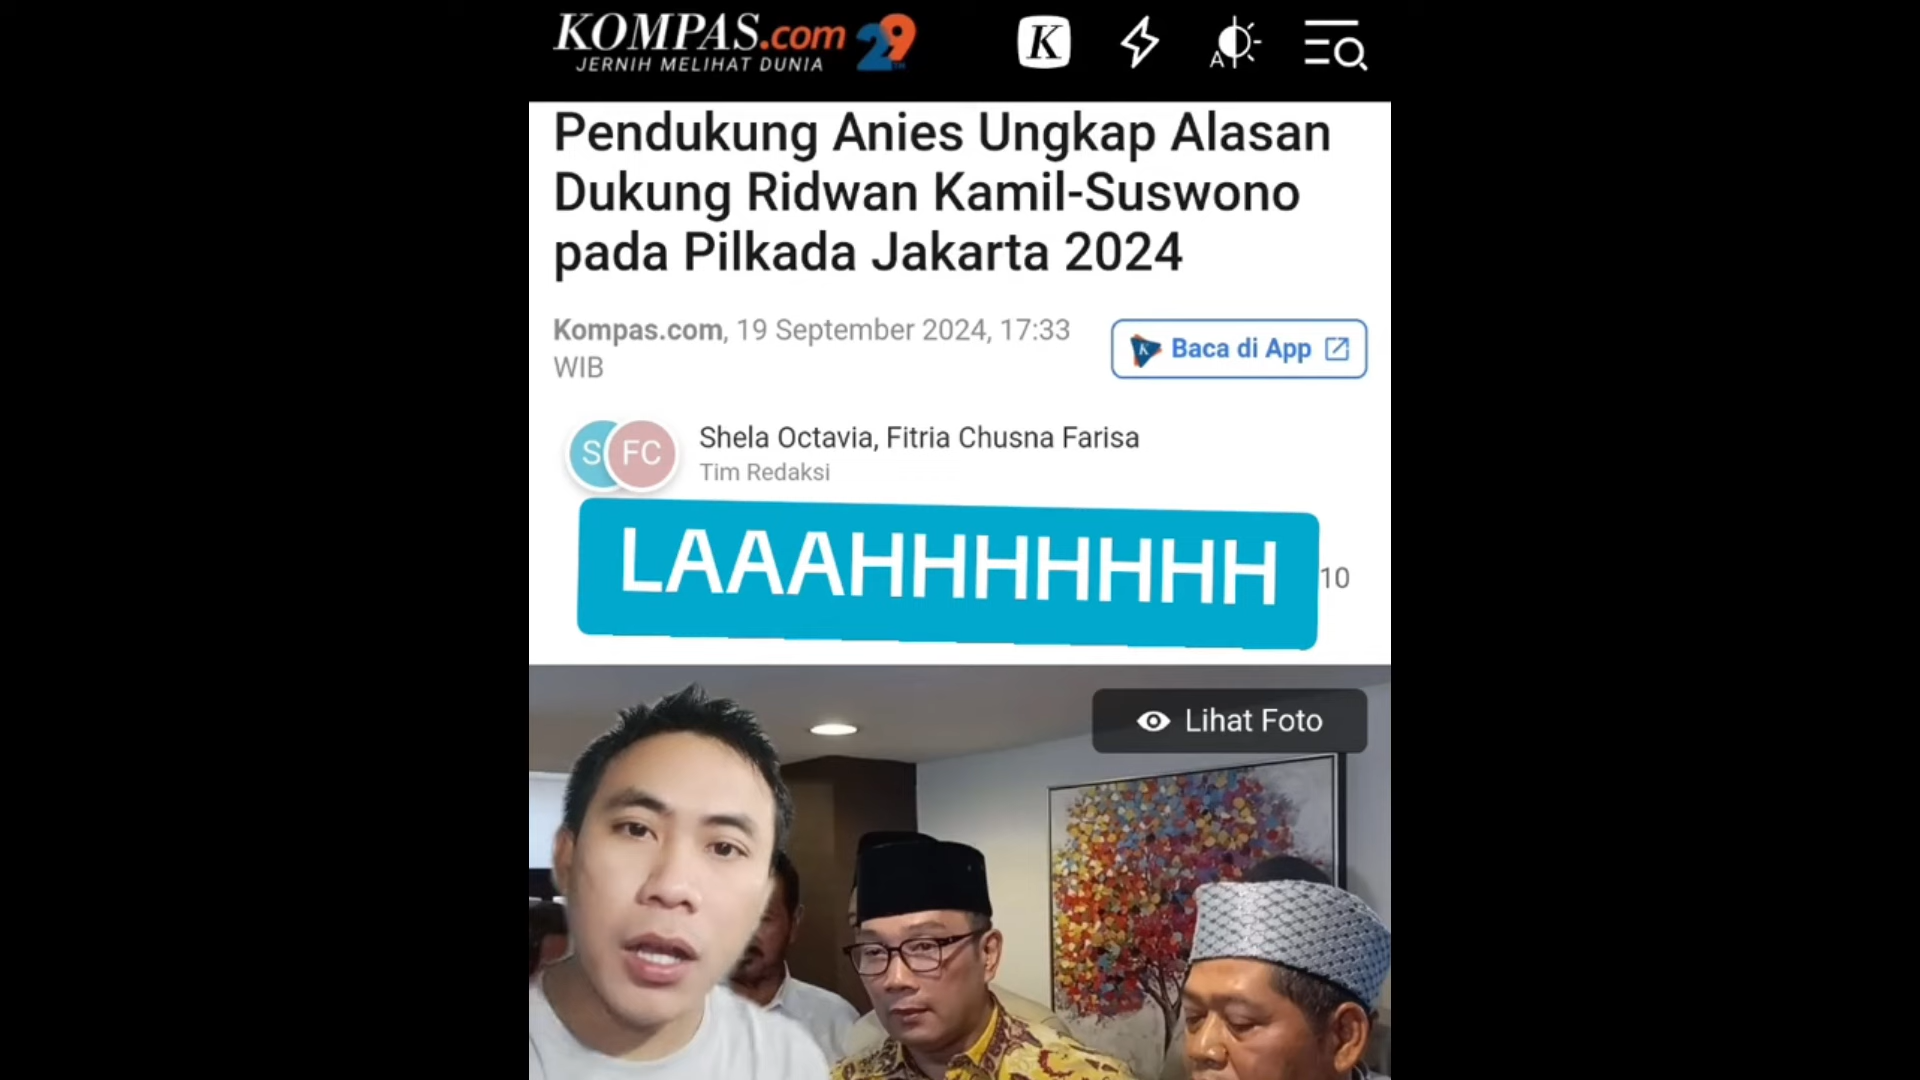 KOMPAS.com 29TH
JERNIH MELIHAT DUNIA
K
A
Pendukung Anies Ungkap Alasan
Dukung Ridwan Kamil-Suswono
pada Pilkada Jakarta 2024
Kompas.com, 19 September 2024, 17:33
WIB
K Baca di App
S FC
Shela Octavia, Fitria Chusna Farisa
Tim Redaksi
LAAAHHHHHHH
10
Lihat Foto